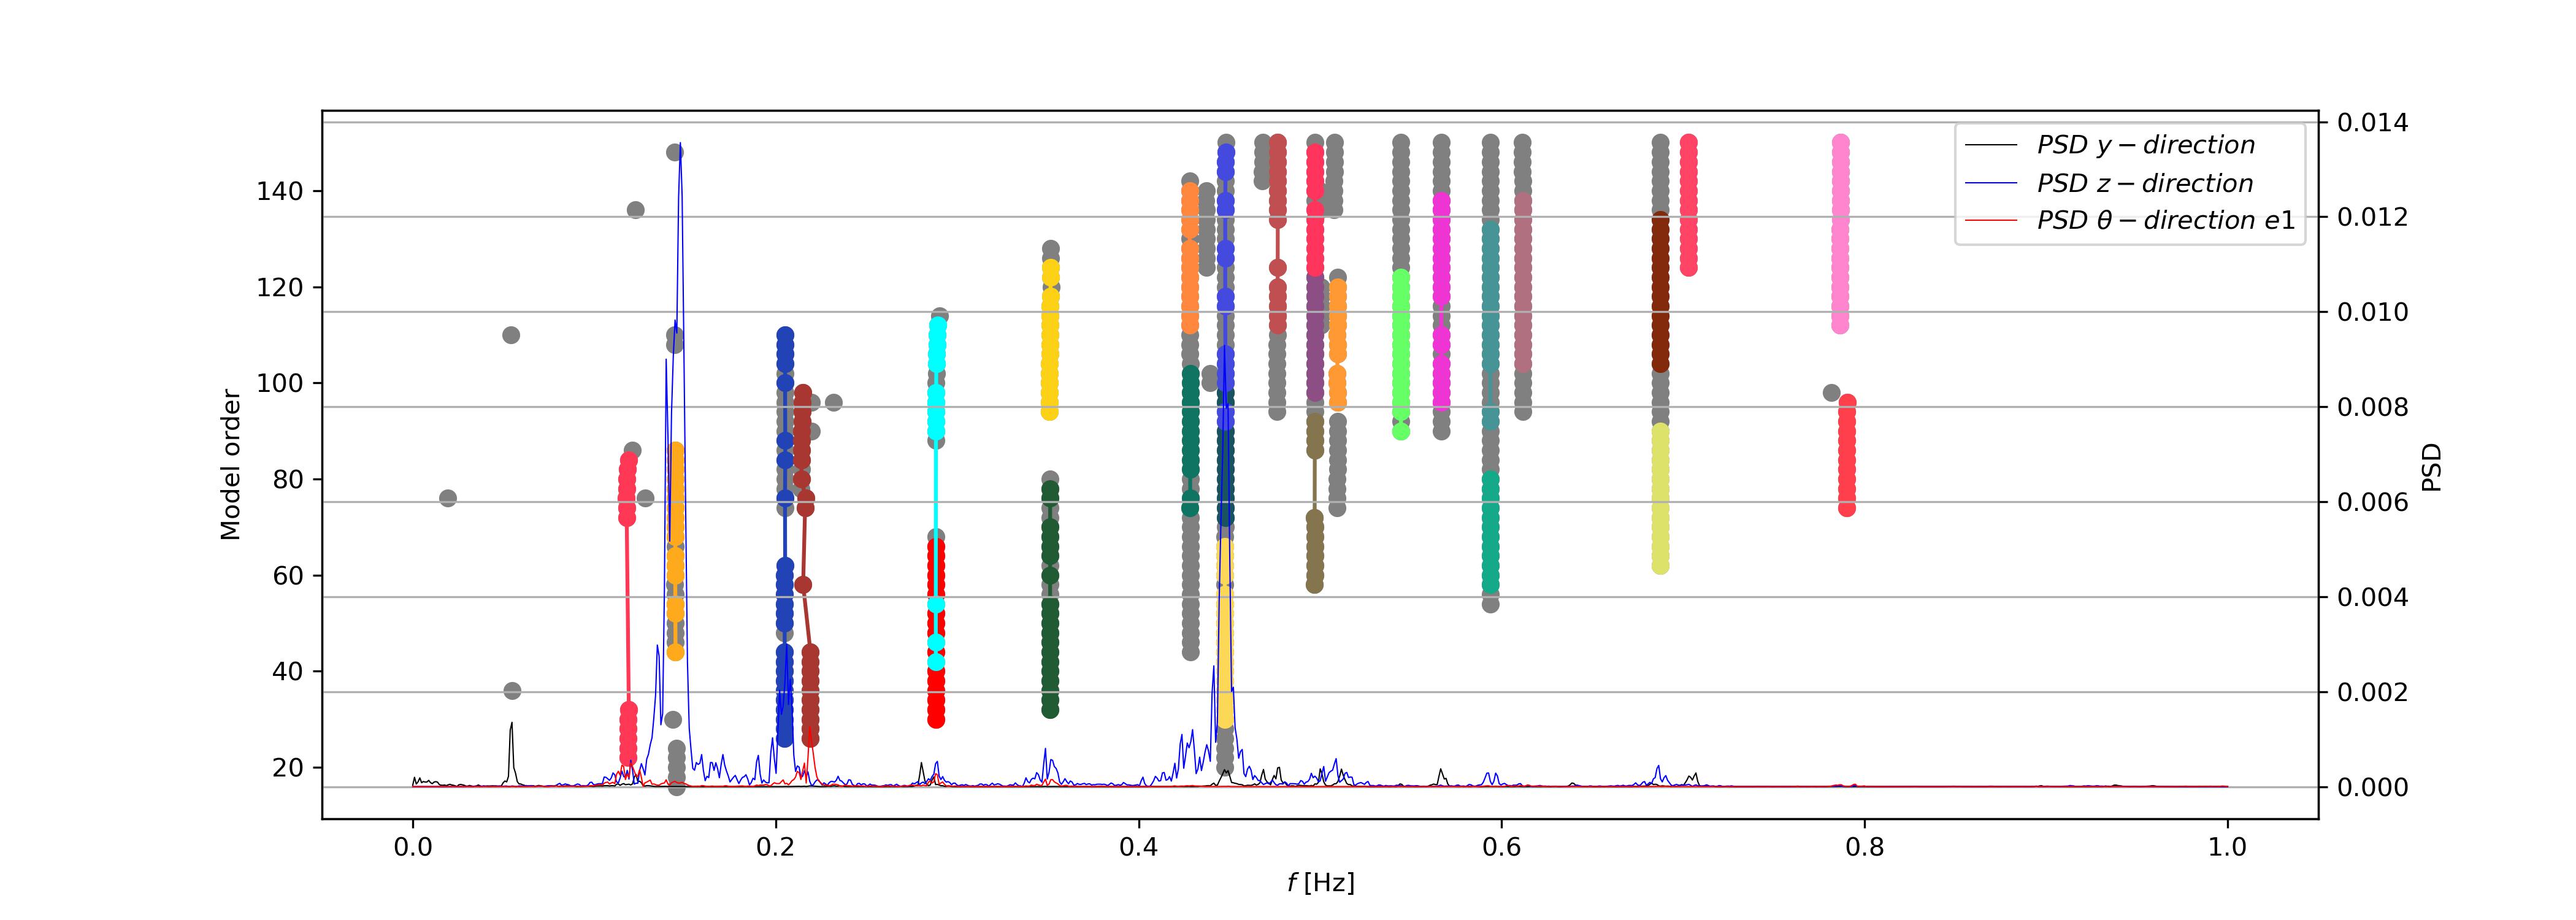 PSD y − direction
PSD z − direction
PSD θ − direction e1
Model order
PSD
140
120
100
80
60
40
20
0.014
0.012
0.010
0.008
0.006
0.004
0.002
0.000
0.0 0.2 0.4 0.6 0.8 1.0
f [Hz]